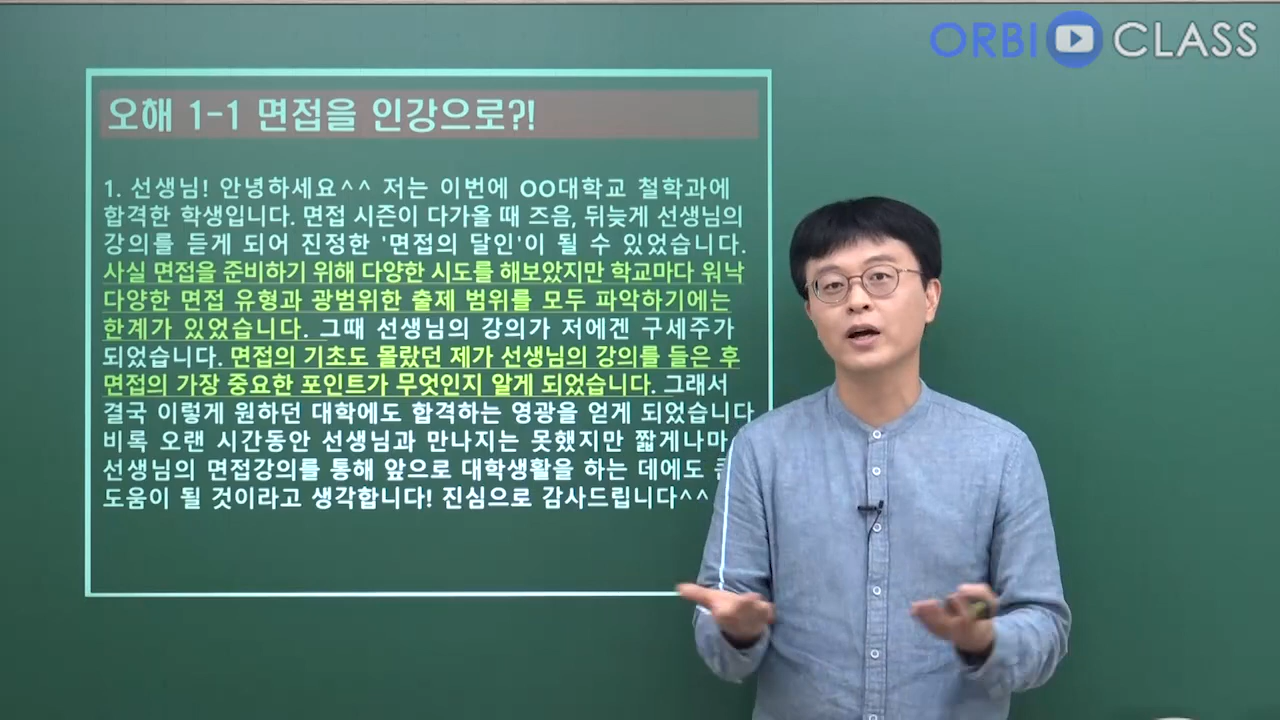 ORBI CLASS
오해 1-1 면접을 인강으로?!
1. 선생님! 안녕하세요^^ 저는 이번에 OO대학교 철학과에
합격한 학생입니다. 면접 시즌이 다가올 때 즈음, 뒤늦게 선생님의
강의를 듣게 되어 진정한 '면접의 달인'이 될 수 있었습니다.
사실 면접을 준비하기 위해 다양한 시도를 해보았지만 학교마다 워낙
다양한 면접 유형과 광범위한 출제 범위를 모두 파악하기에는
한계가 있었습니다. 그때 선생님의 강의가 저에겐 구세주가
되었습니다. 면접의 기초도 몰랐던 제가 선생님의 강의를 들은 후
면접의 가장 중요한 포인트가 무엇인지 알게 되었습니다. 그래서
결국 이렇게 원하던 대학에도 합격하는 영광을 얻게 되었습니다
비록 오랜 시간동안 선생님과 만나지는 못했지만 짧게나마
선생님의 면접강의를 통해 앞으로 대학생활을 하는 데에도
도움이 될 것이라고 생각합니다! 진심으로 감사드립니다^^